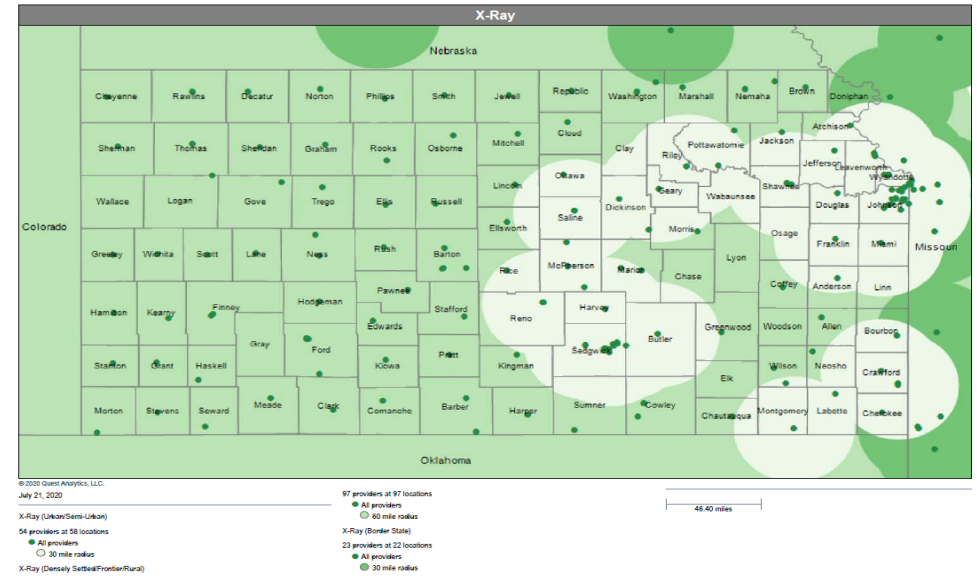 X-Ray
Nebraska
Cheyenne Rawlins Decatur Norton Phillips Smith Jewell Republic Washington Marshall Nemaha Brown Doniphan
Atchison
Sherman Thomas Sheridan Graham Rooks Osborne Mitchell Cloud Clay Riley Pottawatomie Jackson
Jefferson Leavenworth
Wyandotte
Lincoln Ottawa Geary Wabaunsee Shawnee
Wallace Logan Gove Trego Ellis Russell Dickinson Douglas Johnson
Saline
Colorado Ellsworth Morris Osage Missouri
Greeley Wichita Scott Lane Ness Rush Barton Franklin Miami
Rice McPherson Marion Chase Lyon
Pawnee Coffey Anderson Linn
Hamilton Kearny Finney Hodgeman Stafford Reno Harvey
Edwards Greenwood Woodson Allen Bourbon
Gray Ford Sedgwick Butler
Stanton Grant Haskell Kiowa Pratt Kingman Wilson Neosho Crawford
Elk
Morton Stevens Seward Meade Clark Comanche Barber Harper Sumner Cowley Chautauqua Montgomery Labette Cherokee
Oklahoma
© 2020 Quest Analytics, LLC.
July 21, 2020
X-Ray (Urban/Semi-Urban)
54 providers at 58 locations
All providers
30 mile radius
X-Ray (Densely Settled/Frontier/Rural)
97 providers at 97 locations
All providers
60 mile radius
X-Ray (Border State)
23 providers at 22 locations
All providers
30 mile radius
46.40 miles